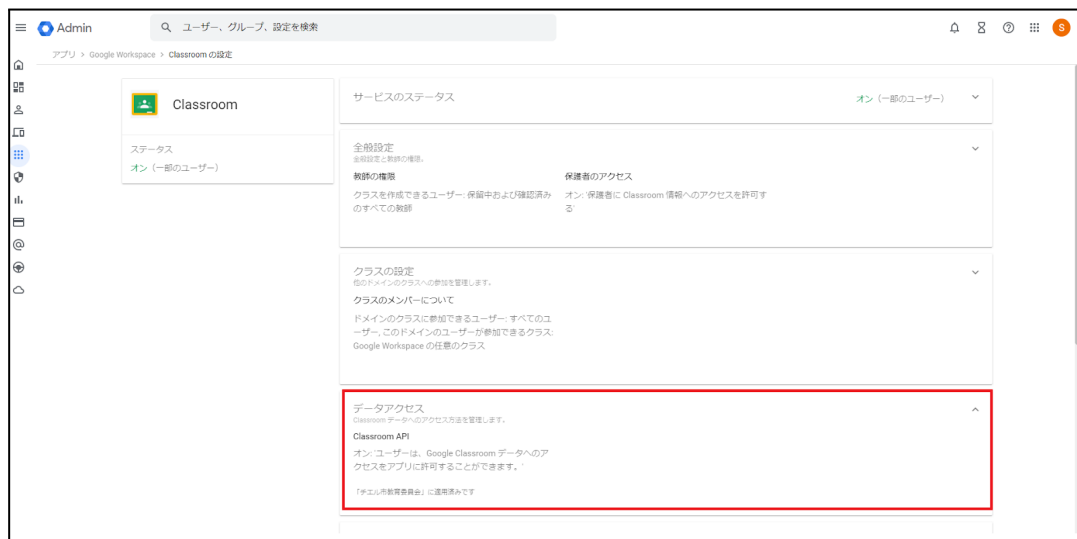 Admin
ユーザー、グループ、設定を検索
S
アプリ > Google Workspace > Classroom の設定
Classroom
ステータス
オン（一部のユーザー）
サービスのステータス
オン（一部のユーザー）
全般設定
全般設定と教師の権限。
教師の権限
クラスを作成できるユーザー: 保留中および確認済み
のすべての教師
保護者のアクセス
オン: '保護者に Classroom 情報へのアクセスを許可す
る'
クラスの設定
他のドメインのクラスへの参加を管理します。
クラスのメンバーについて
ドメインのクラスに参加できるユーザー: すべてのユ
ーザー, このドメインのユーザーが参加できるクラス:
Google Workspace の任意のクラス
データアクセス
Classroom データへのアクセス方法を管理します。
Classroom API
オン: 'ユーザーは、Google Classroom データへのア
クセスをアプリに許可することができます。'
「チエル市教育委員会」に適用済みです